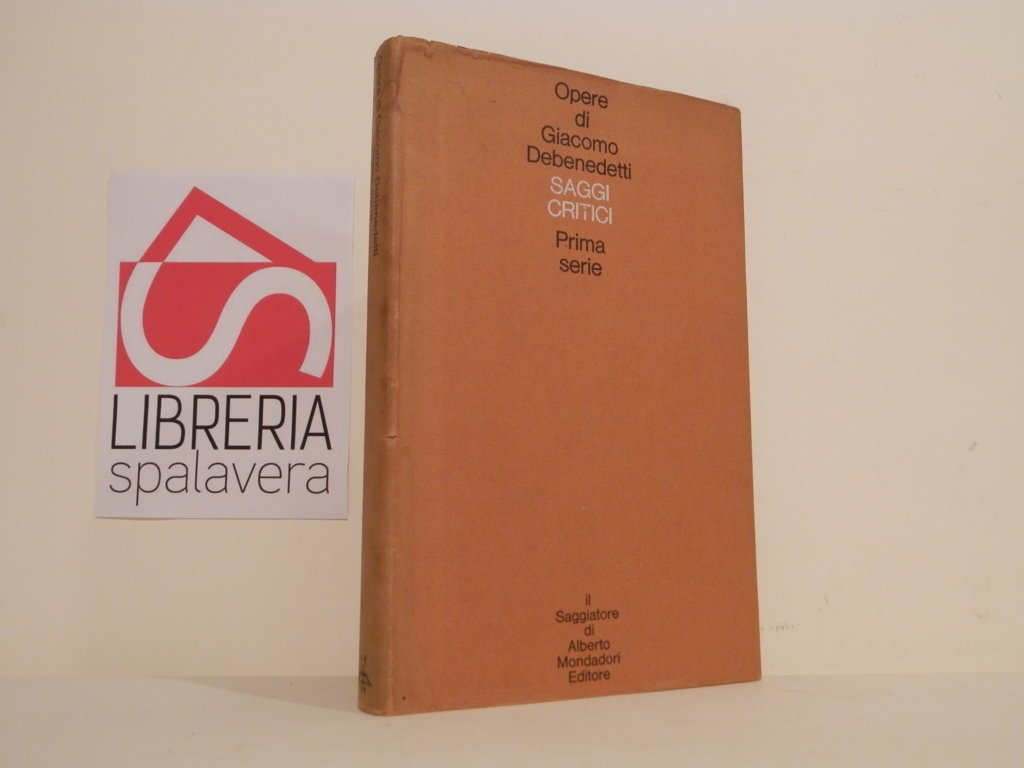 Opere
di
Giacomo
Debenedetti
SAGGI
CRITICI
Prima
serie
il
Saggiatore
di
Alberto
Mondadori
Editore
LIBRERIA
spalavera